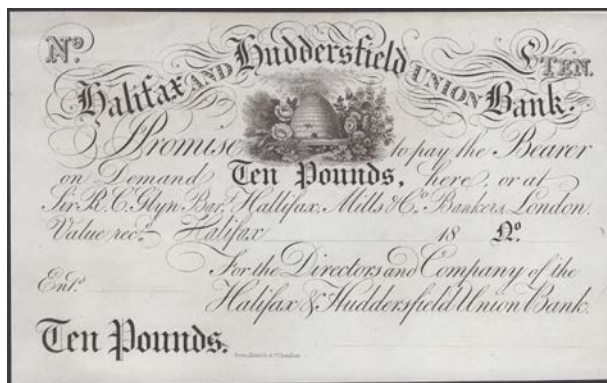 No. £TEN.
Halifax AND Huddersfield UNION Bank.
I Promise to pay the Bearer
on Demand Ten Pounds, here, or at
Sir R. C. Glyn Bart. Hallifax, Mills & Co. Bankers, London.
Value recd. Halifax 18 No.
For the Directors and Company of the
Entd.
Halifax & Huddersfield Union Bank.
Ten Pounds.